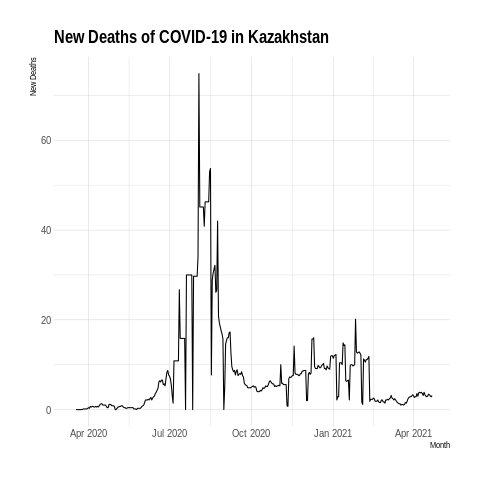 New Deaths of COVID-19 in Kazakhstan
New Deaths
60
40
20
0
Apr 2020 Jul 2020 Oct 2020 Jan 2021 Apr 2021
Month